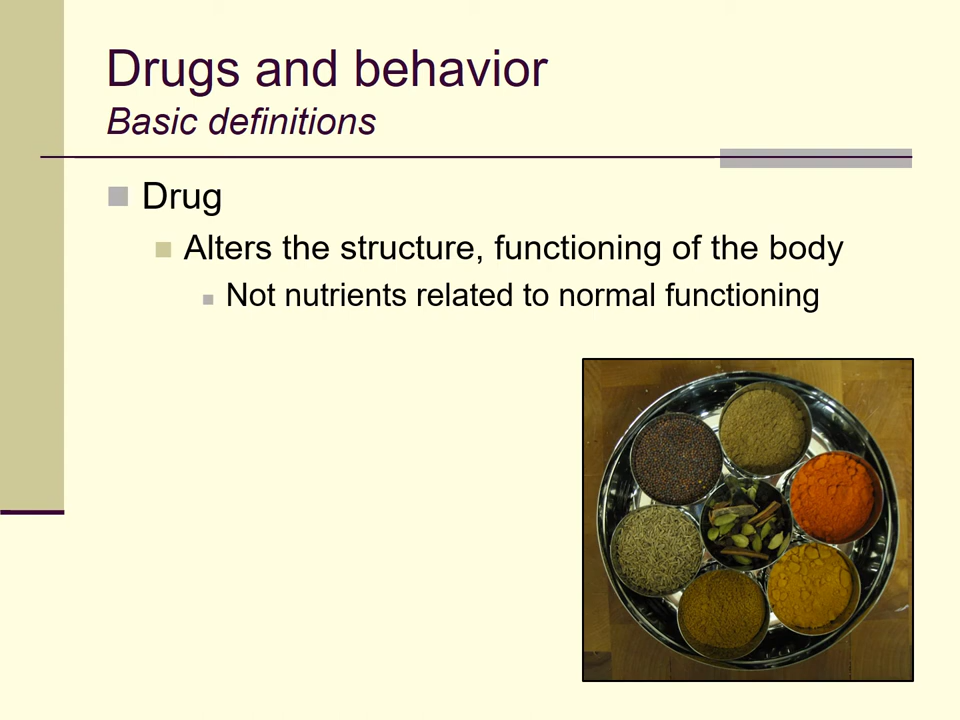 Drugs and behavior
Basic definitions
Drug
Alters the structure, functioning of the body
Not nutrients related to normal functioning